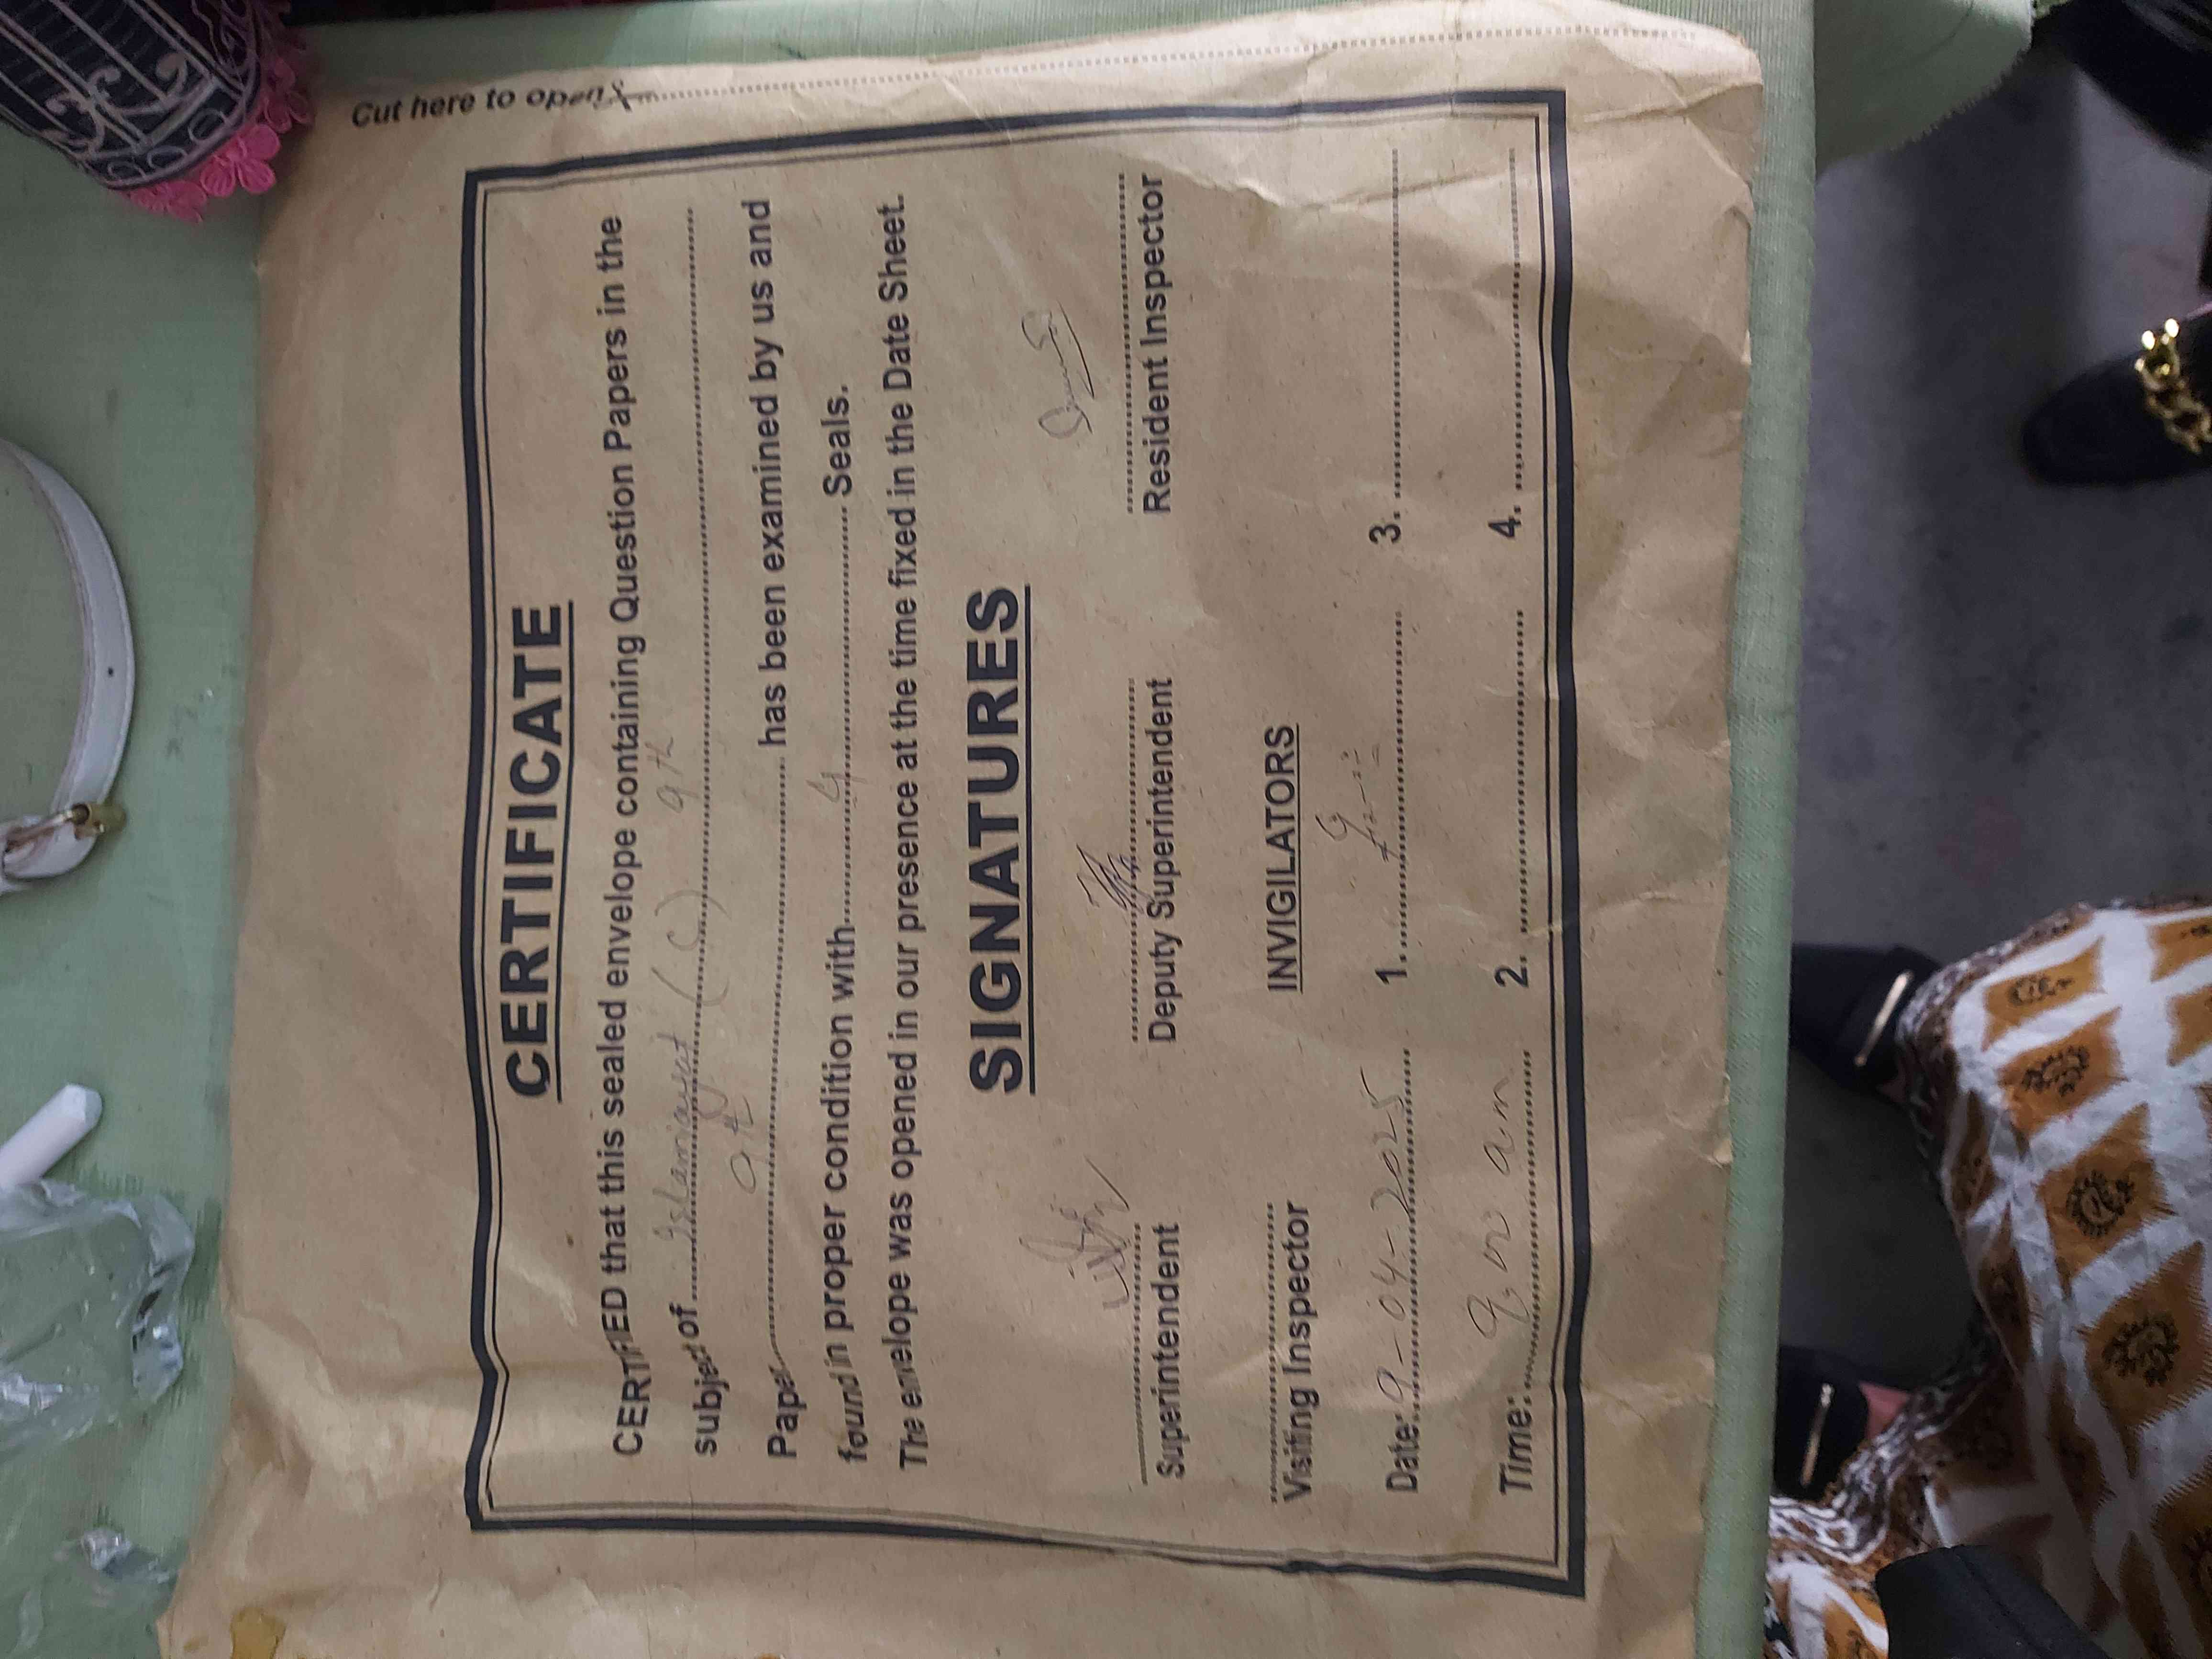 Cut here to open
CERTIFICATE
CERTIFIED that this sealed envelope containing Question Papers in the
subject of Islamiayat (C) 9th
Paper 9th has been examined by us and
found in proper condition with 4 Seals.
The envelope was opened in our presence at the time fixed in the Date Sheet.
SIGNATURES
Superintendent Deputy Superintendent Resident Inspector
INVIGILATORS
Visiting Inspector
Date: 9-04-2025 1. 3.
Time: am 2. 4.